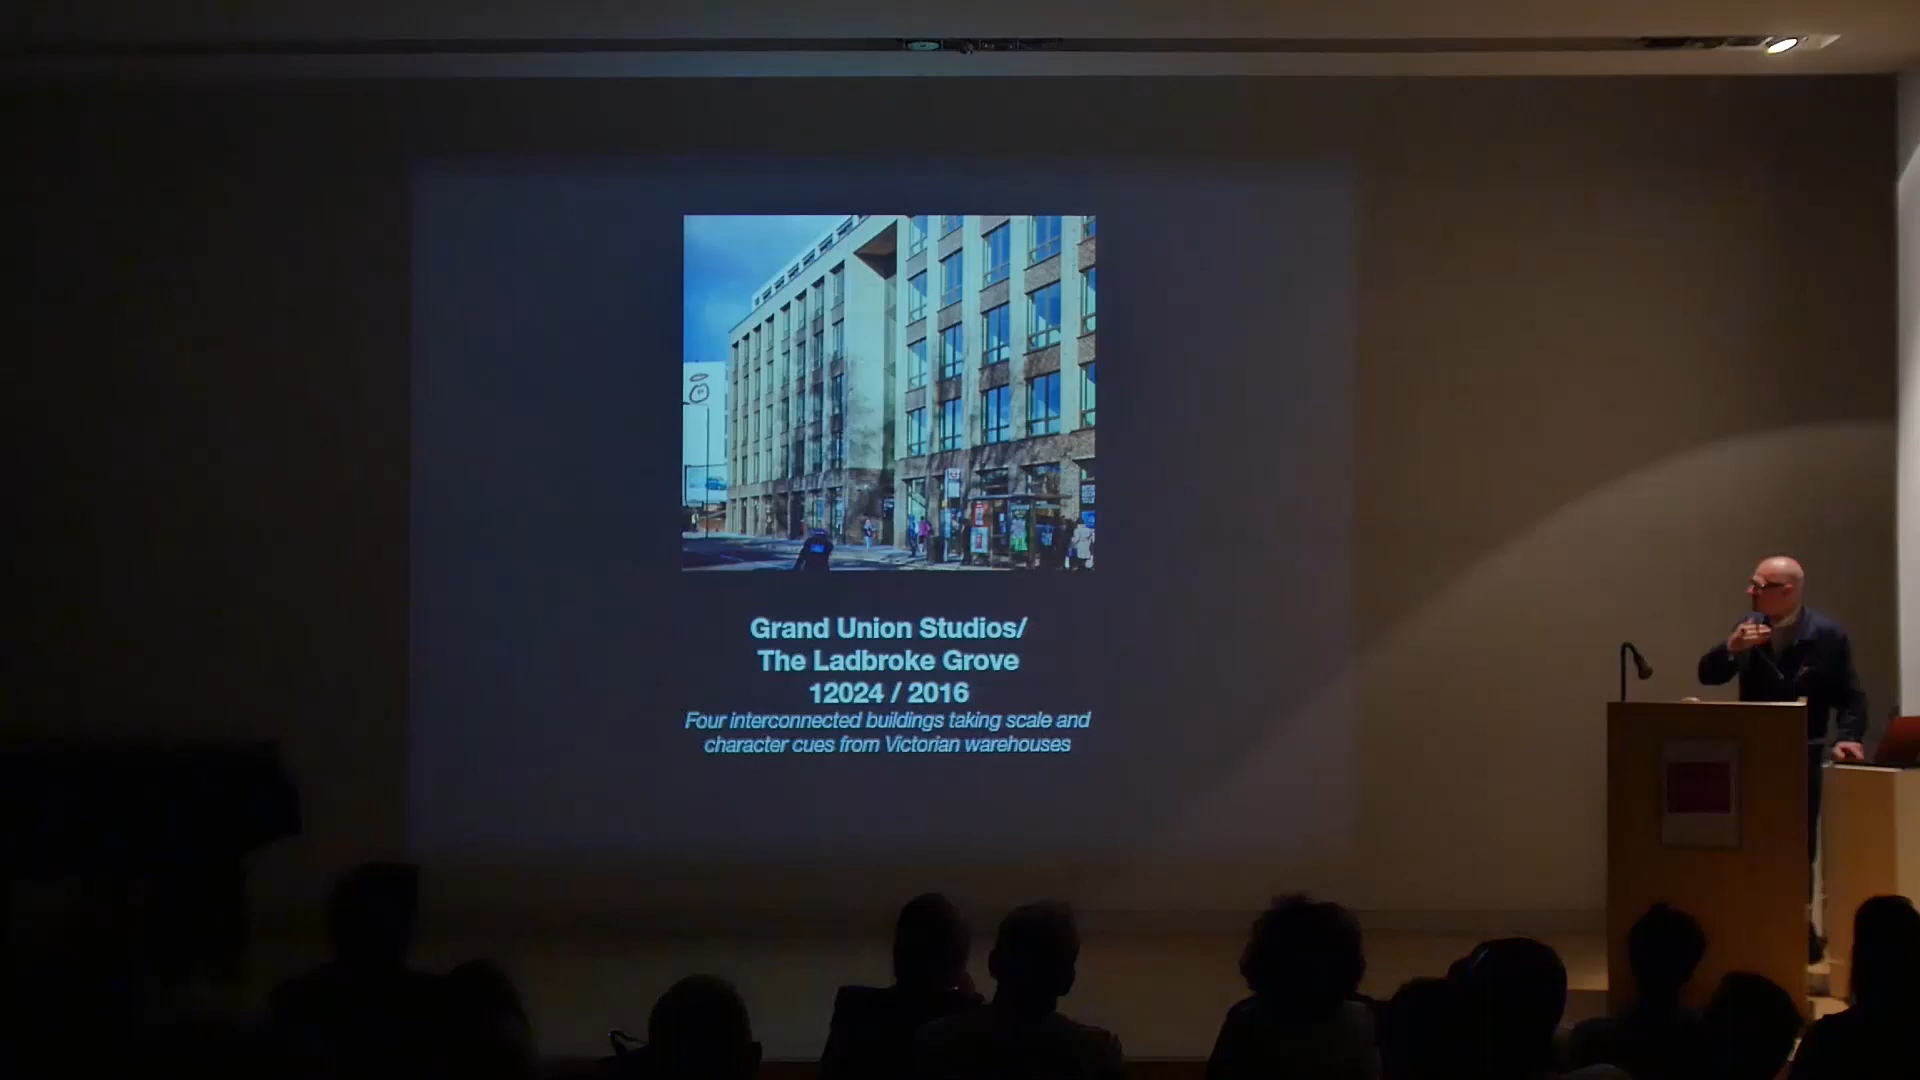 Grand Union Studios/
The Ladbroke Grove
12024 / 2016
Four interconnected buildings taking scale and
character cues from Victorian warehouses